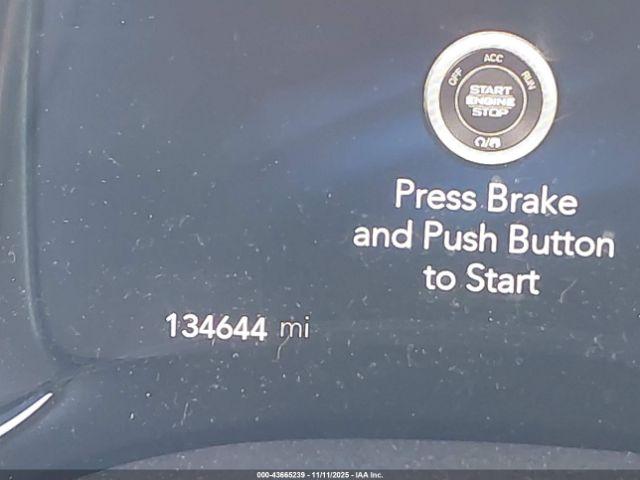 OFF ACC RUN
START
ENGINE
STOP
Press Brake
and Push Button
to Start
134644 mi
000-43665239 - 11/11/2025 - IAA Inc.